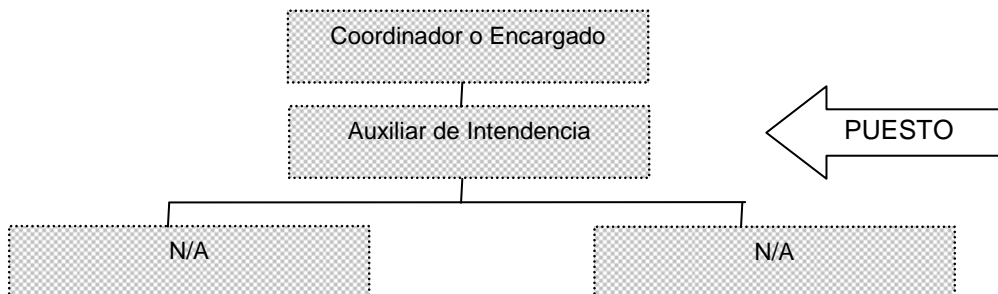 Coordinador o Encargado
Auxiliar de Intendencia
PUESTO
N/A
N/A